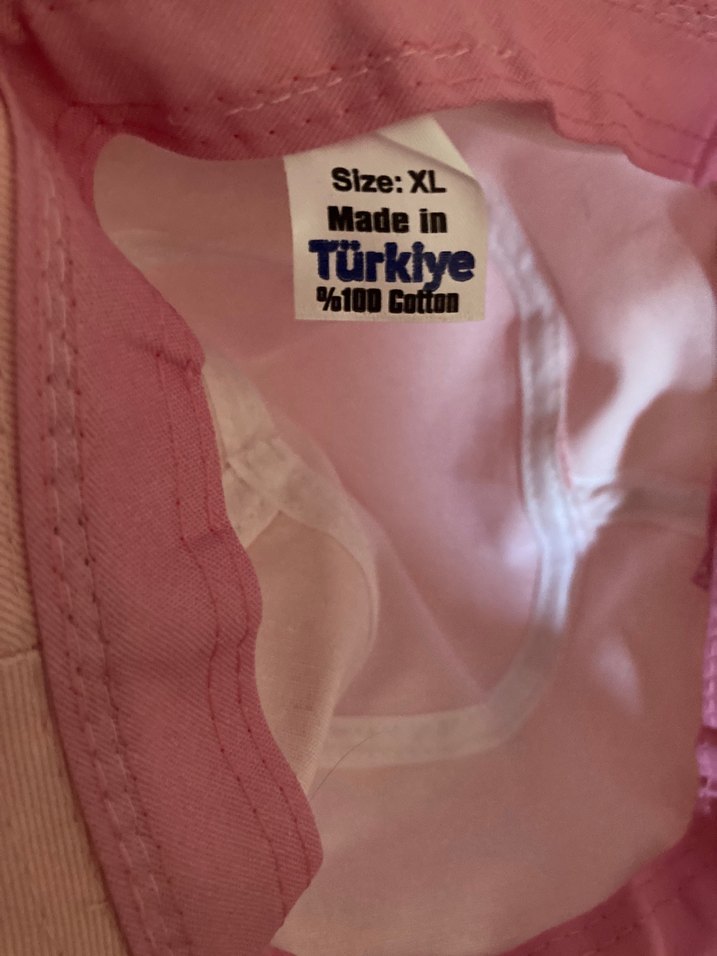 Size: XL
Made in
Türkiye
%100 Cotton